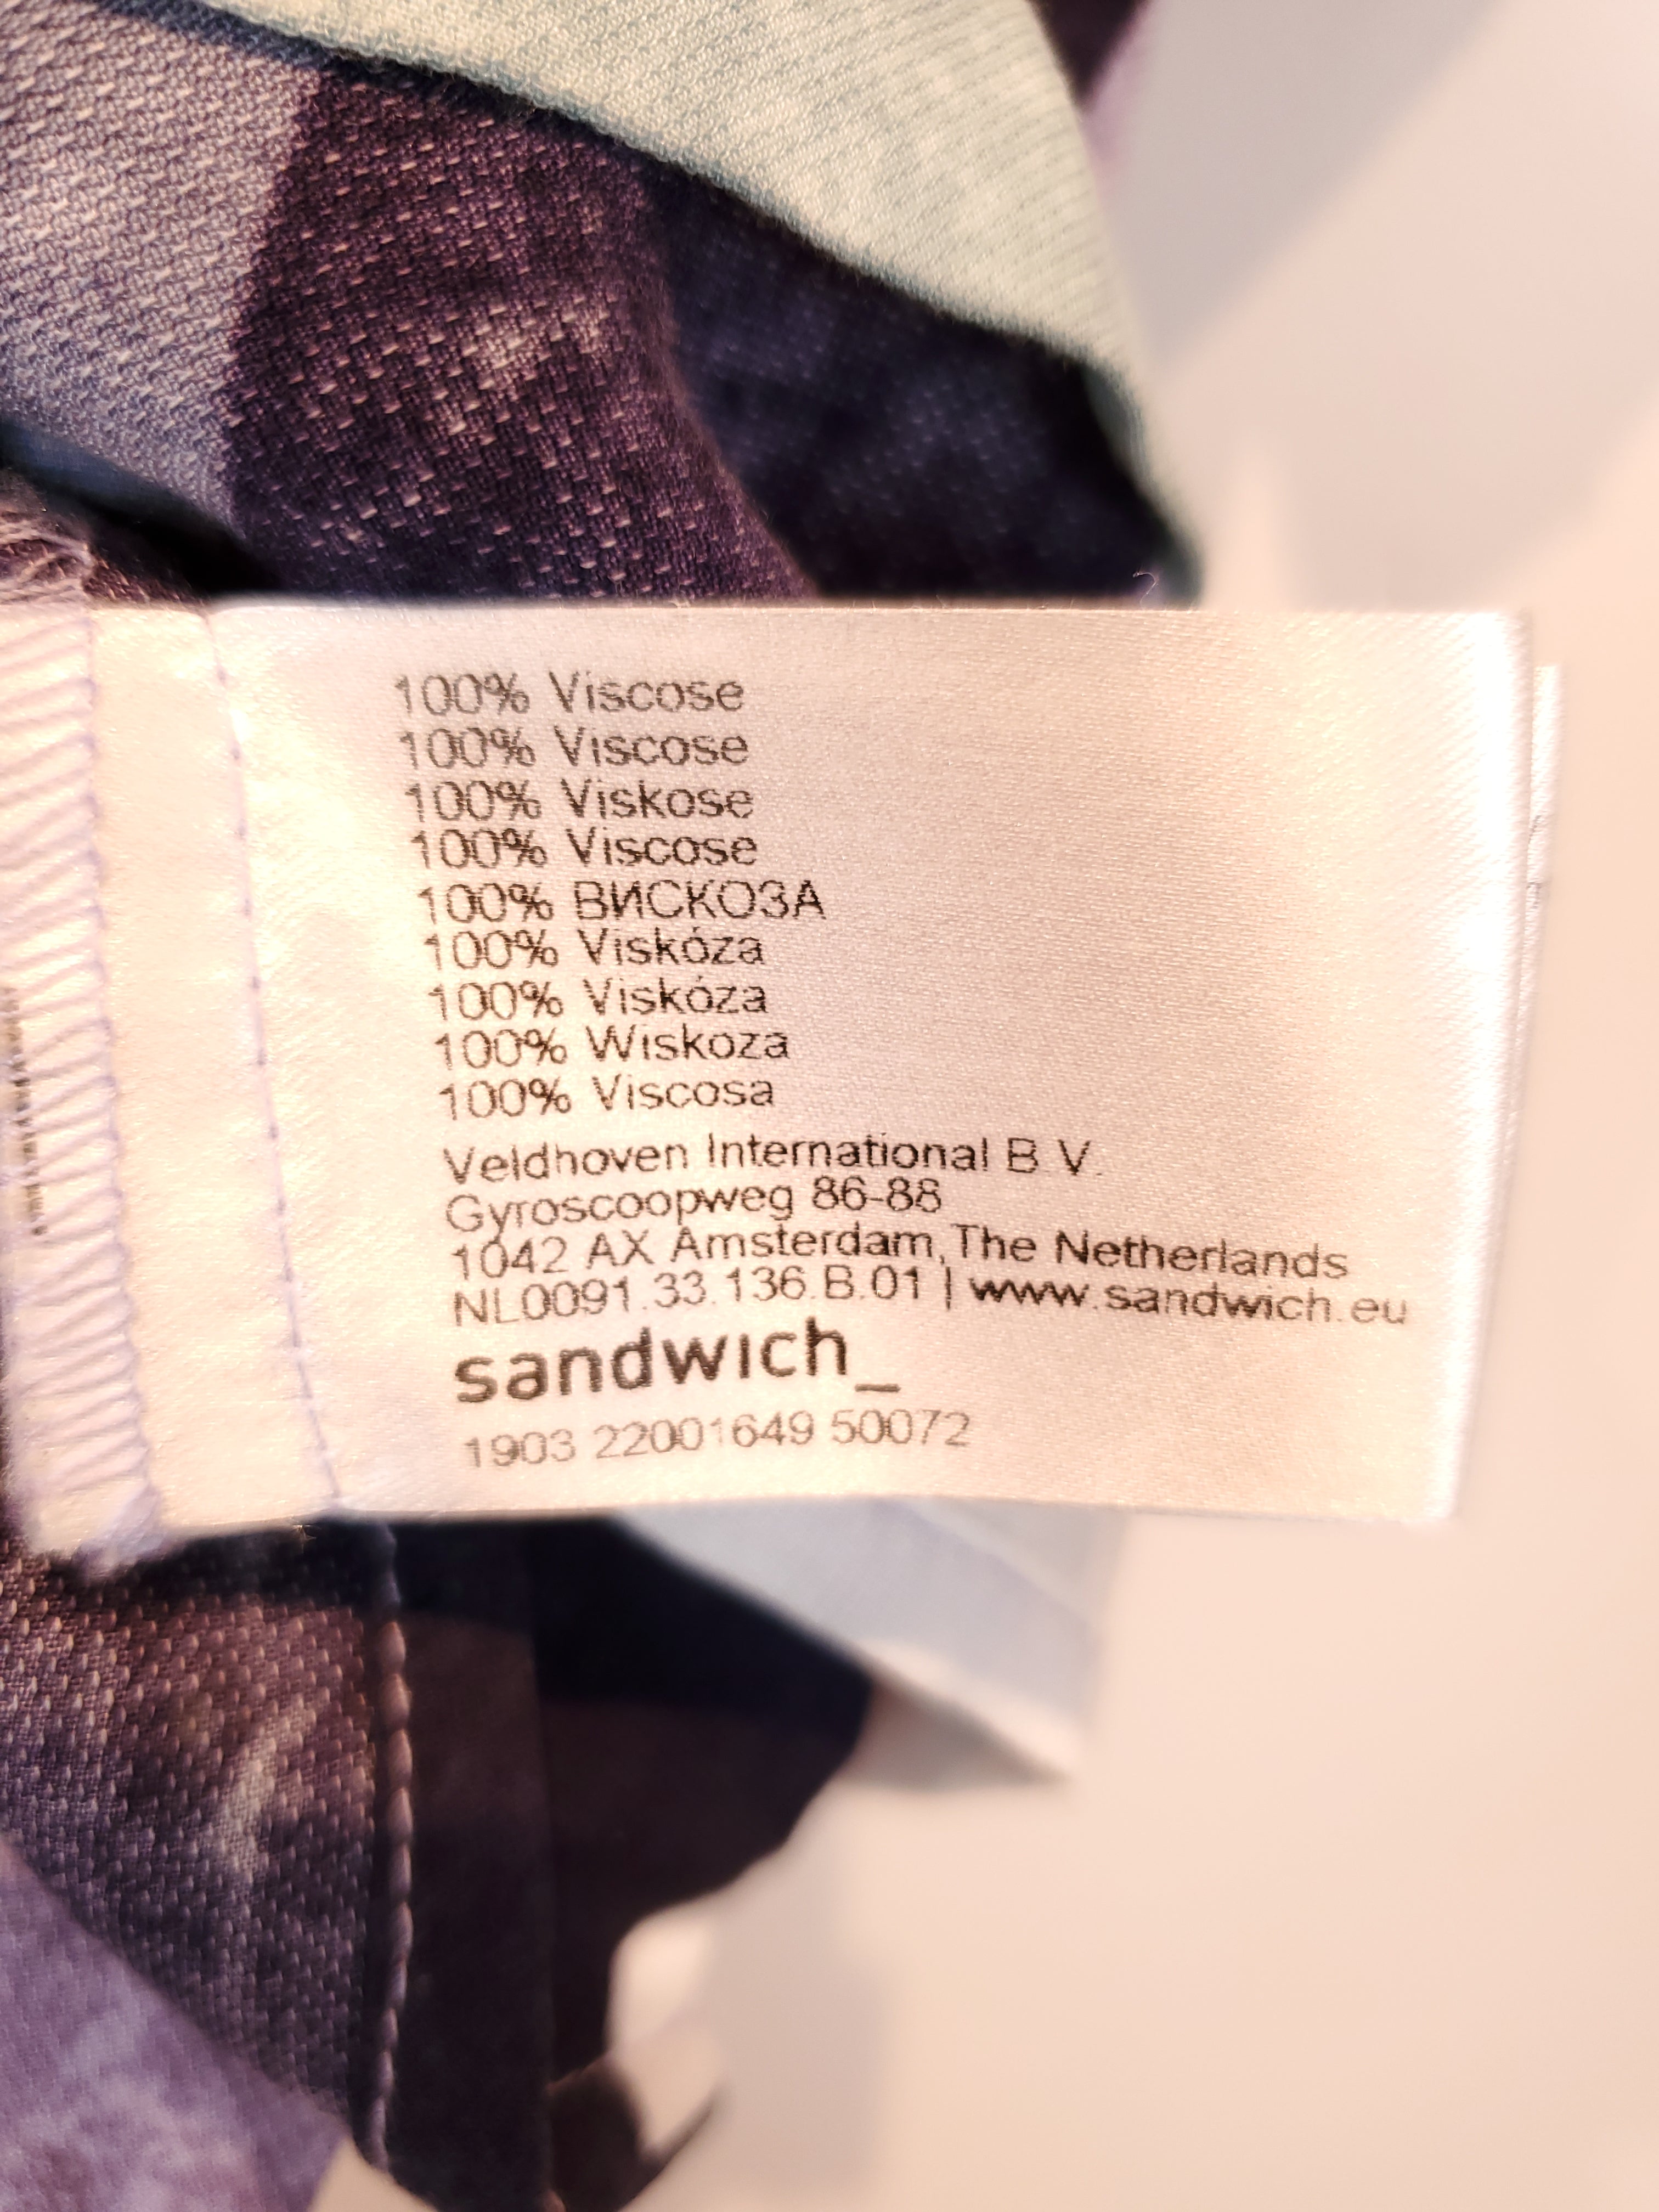 100% Viscose
100% Viscose
100% Viskose
100% Viscose
100% ВИСКОЗА
100% Viskóza
100% Viskóza
100% Wiskoza
100% Viscosa
Veldhoven International B V.
Gyroscoopweg 86-88
1042 AX Amsterdam, The Netherlands
NL0091.33.136.B.01 | www.sandwich.eu
sandwich_
1903 22001649 50072